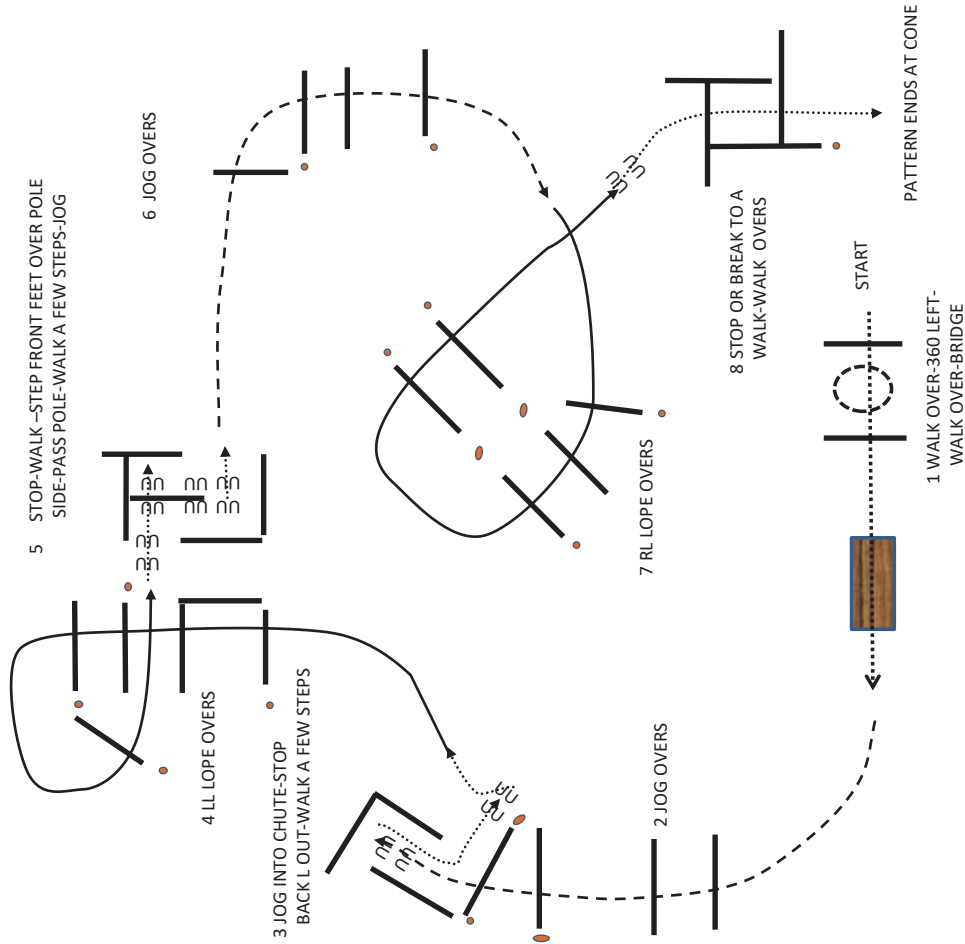 START
1 WALK OVER-360 LEFT-
WALK OVER-BRIDGE
2 JOG OVERS
3 JOG INTO CHUTE-STOP
BACK L OUT-WALK A FEW STEPS
4 LL LOPE OVERS
5 STOP-WALK –STEP FRONT FEET OVER POLE
SIDE-PASS POLE-WALK A FEW STEPS-JOG
6 JOG OVERS
7 RL LOPE OVERS
8 STOP OR BREAK TO A
WALK-WALK OVERS
PATTERN ENDS AT CONE